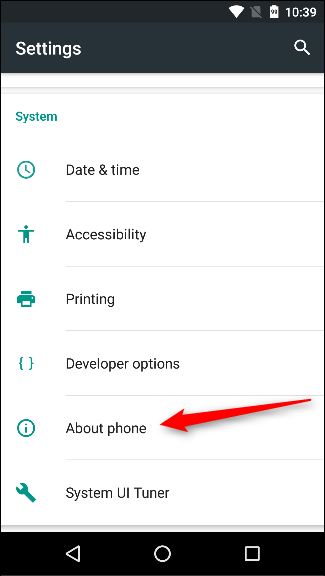 10:39
Settings
System
Date & time
Accessibility
Printing
{ } Developer options
About phone
System UI Tuner